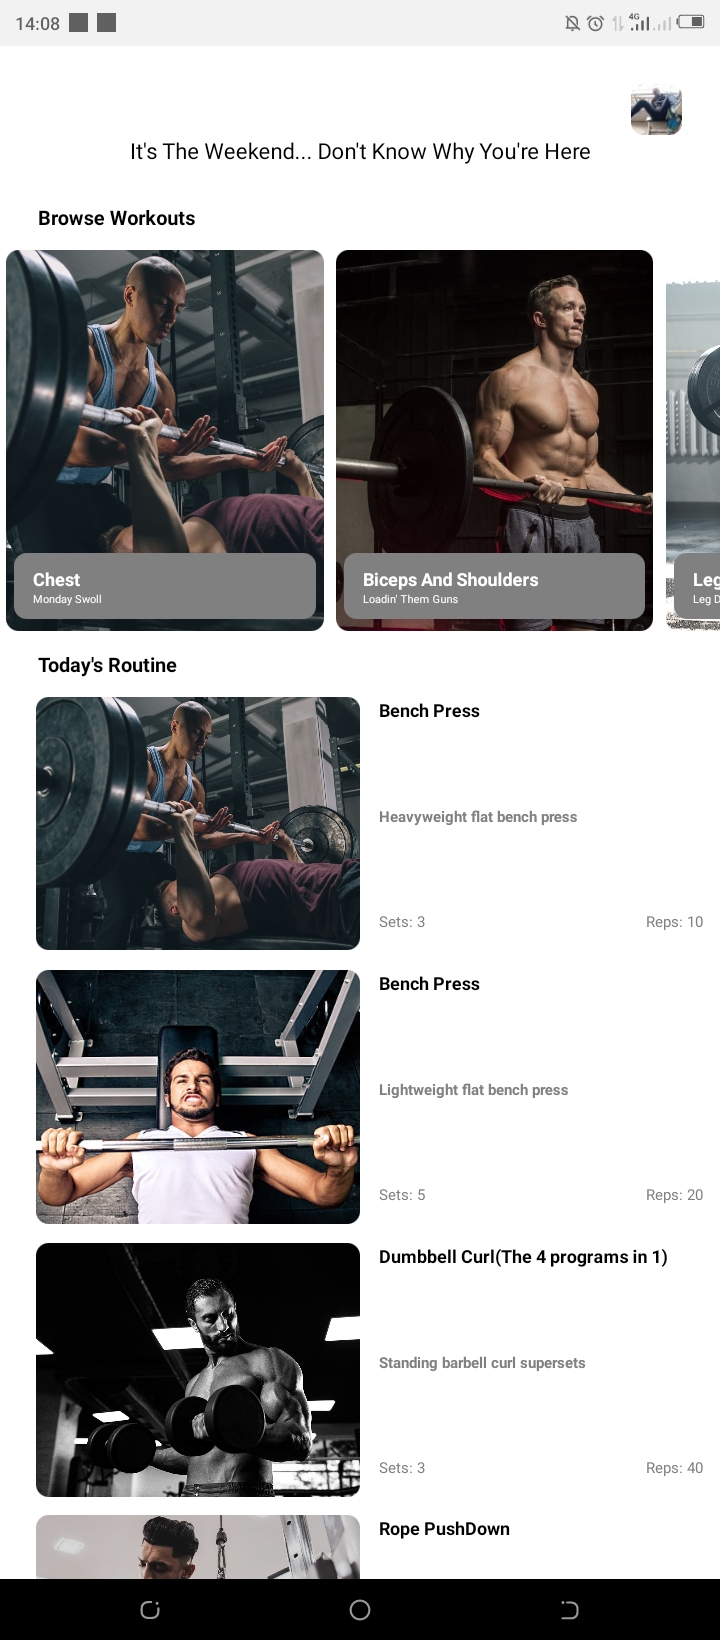 14:08
4G
It's The Weekend... Don't Know Why You're Here
Browse Workouts
Chest
Monday Swoll
Biceps And Shoulders
Loadin' Them Guns
Leg
Leg D
Today's Routine
Bench Press
Heavyweight flat bench press
Sets: 3 Reps: 10
Bench Press
Lightweight flat bench press
Sets: 5 Reps: 20
Dumbbell Curl(The 4 programs in 1)
Standing barbell curl supersets
Sets: 3 Reps: 40
Rope PushDown